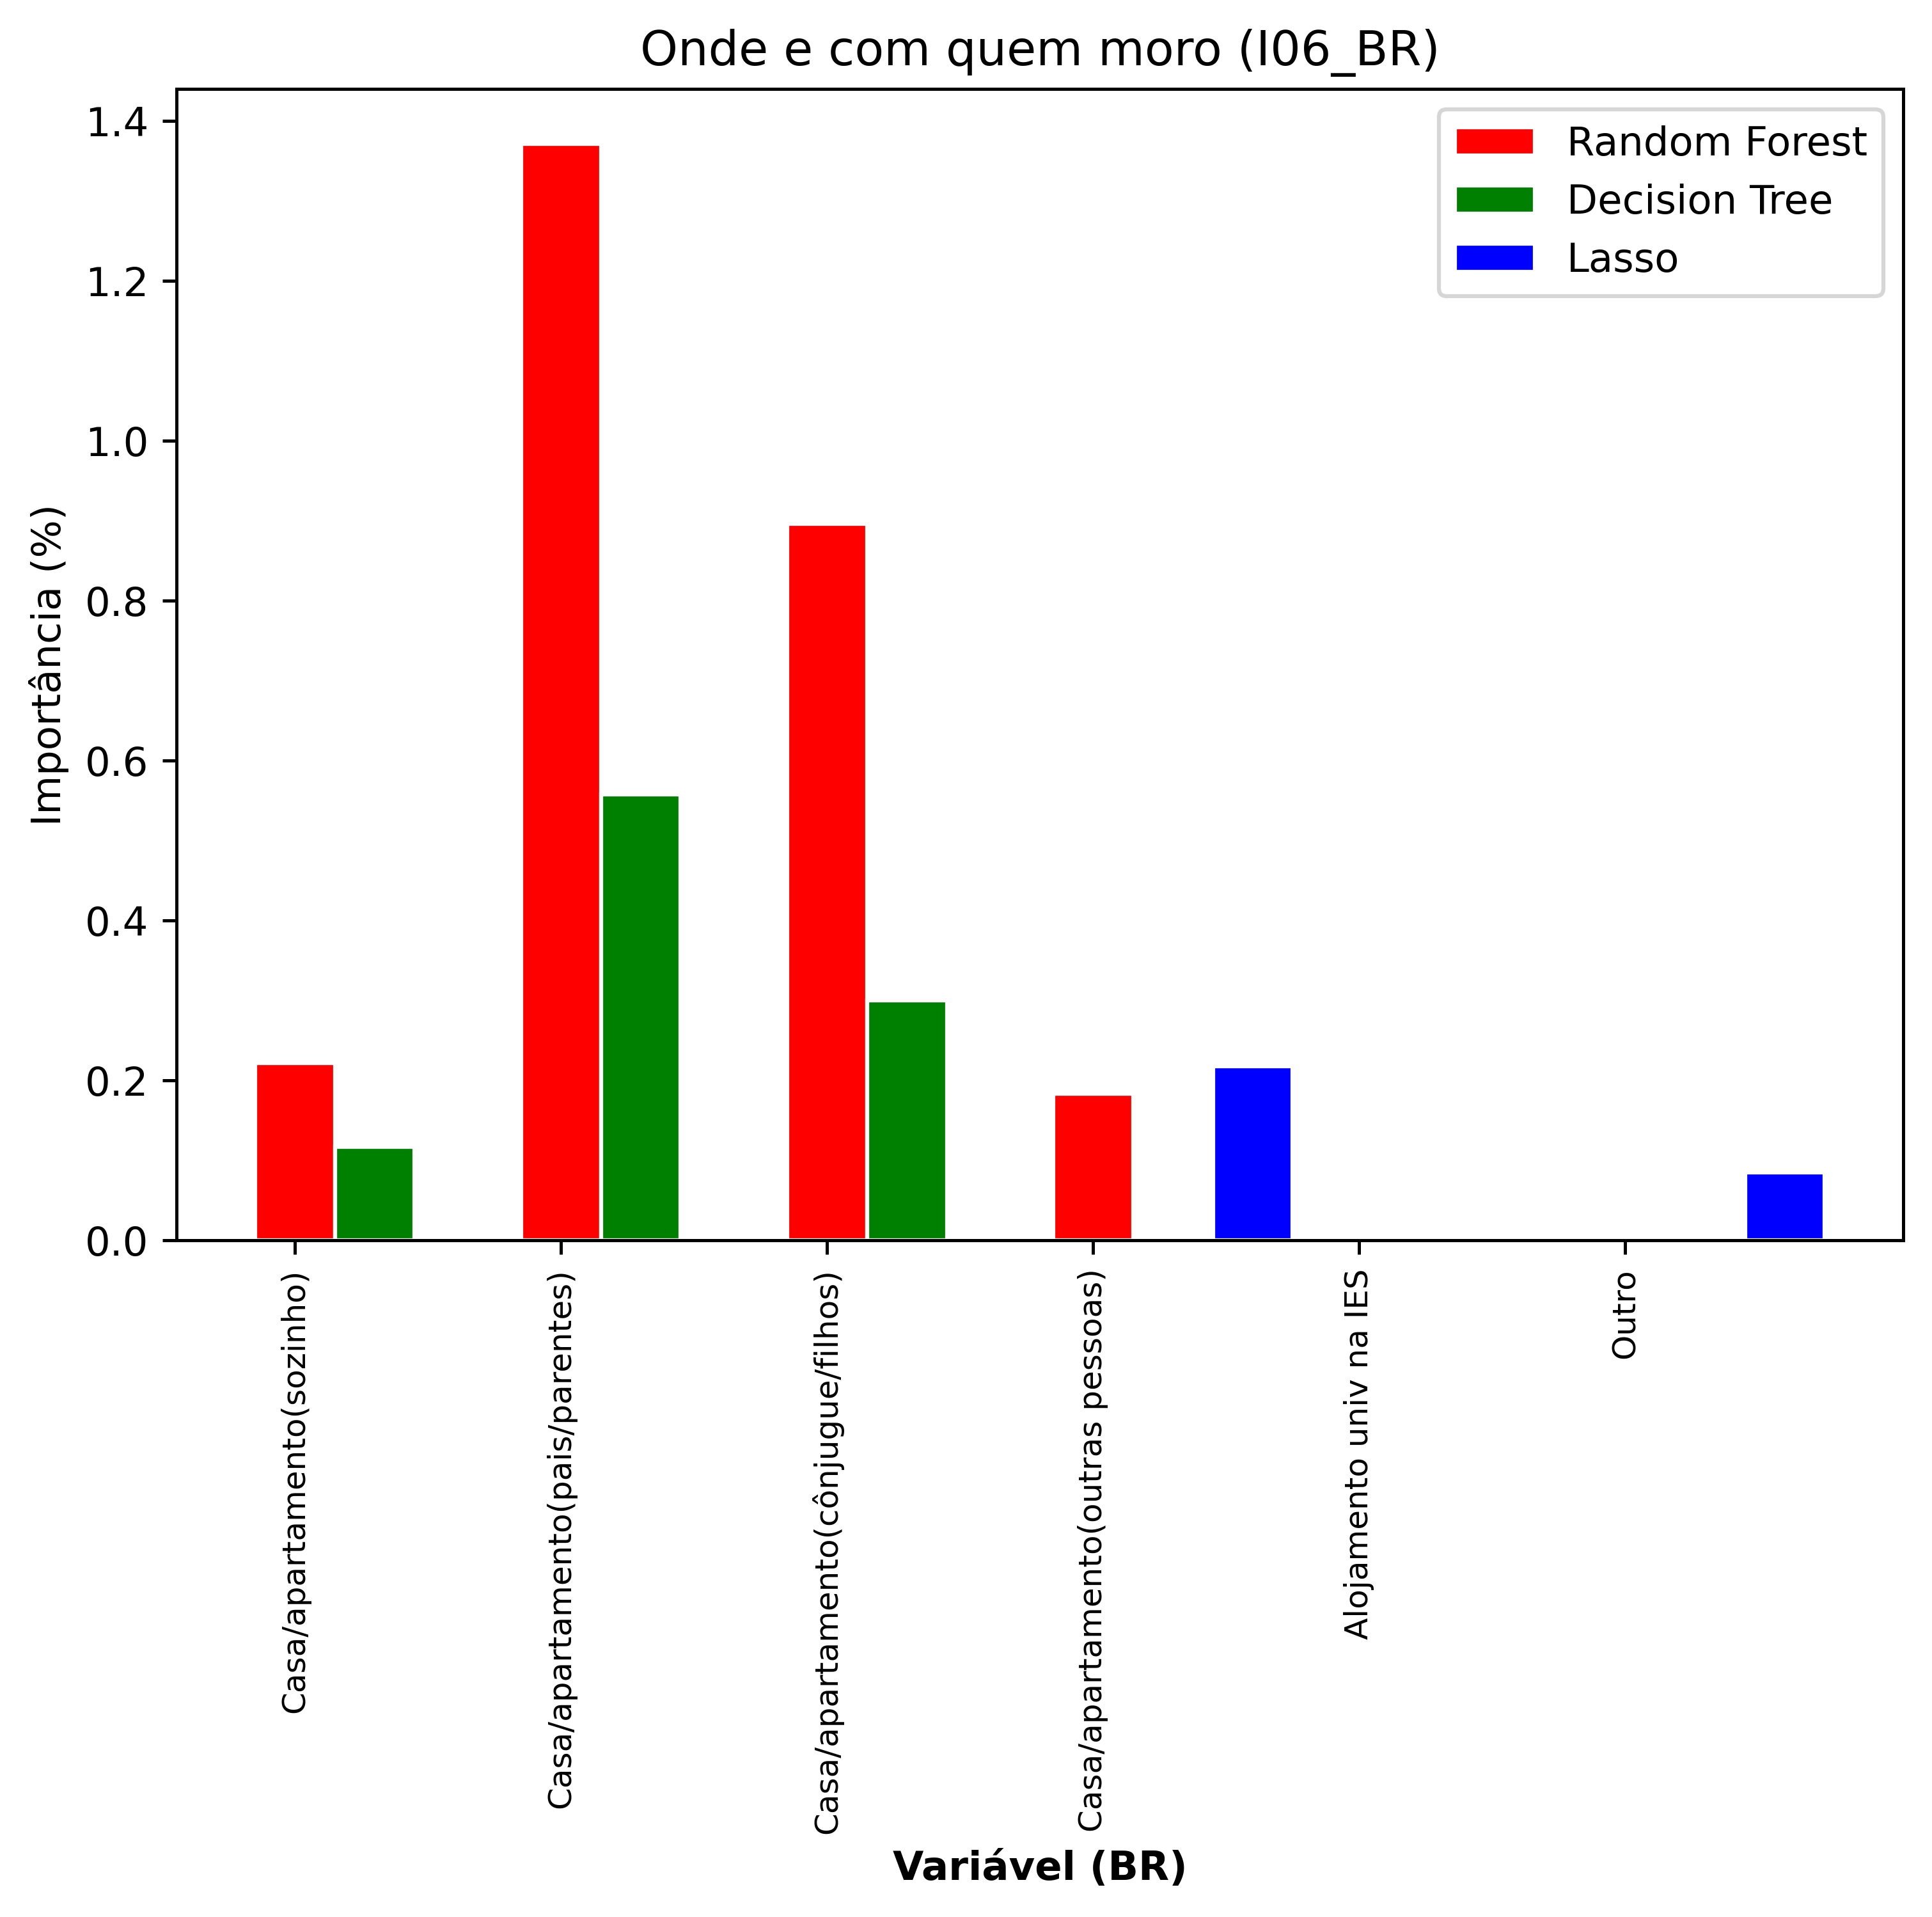 Onde e com quem moro (I06_BR)
Random Forest
Decision Tree
Lasso
Importância (%)
1.4
1.2
1.0
0.8
0.6
0.4
0.2
0.0
Casa/apartamento(sozinho)
Casa/apartamento(pais/parentes)
Casa/apartamento(cônjugue/filhos)
Casa/apartamento(outras pessoas)
Alojamento univ na IES
Outro
Variável (BR)